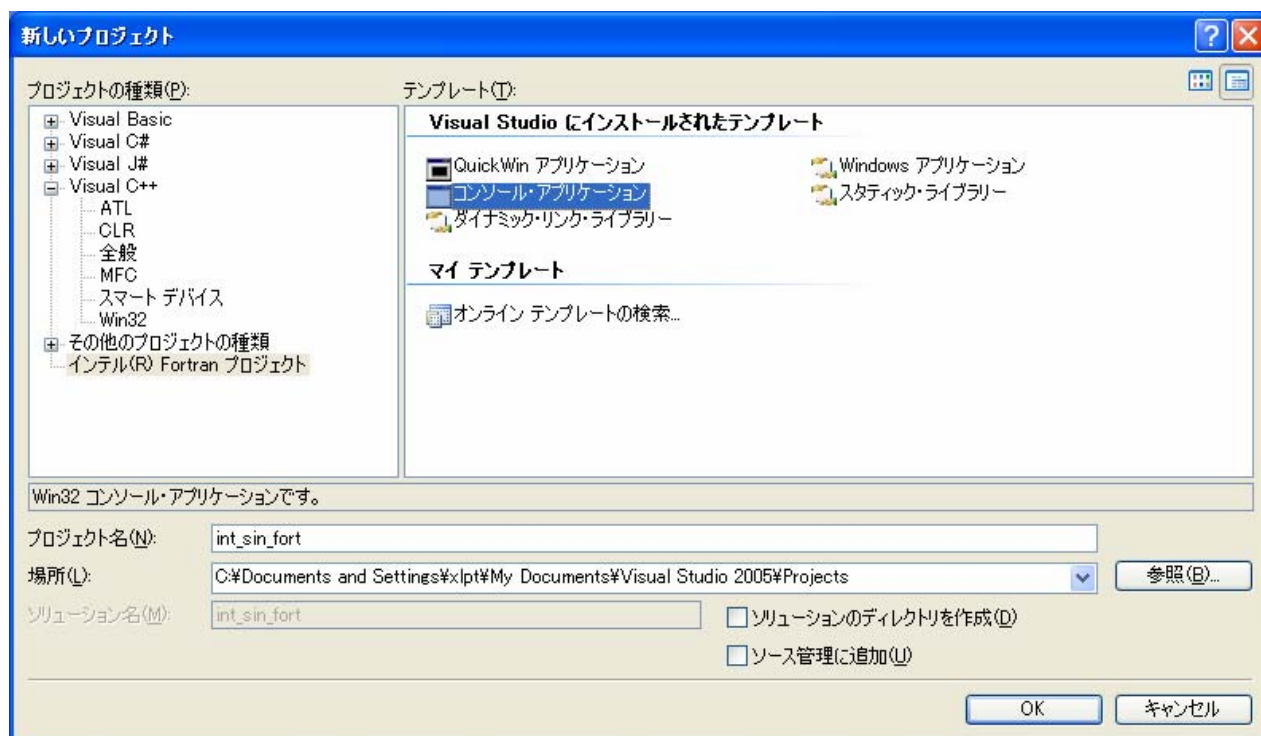 新しいプロジェクト
プロジェクトの種類(P):
Visual Basic
Visual C#
Visual J#
Visual C++
ATL
CLR
全般
MFC
スマート デバイス
Win32
その他のプロジェクトの種類
インテル(R) Fortran プロジェクト
テンプレート(T):
Visual Studio にインストールされたテンプレート
QuickWin アプリケーション
Windows アプリケーション
コンソール・アプリケーション
スタティック・ライブラリー
ダイナミック・リンク・ライブラリー
マイ テンプレート
オンライン テンプレートの検索...
Win32 コンソール・アプリケーションです。
プロジェクト名(N): int_sin_fort
場所(L): C:¥Documents and Settings¥xlpt¥My Documents¥Visual Studio 2005¥Projects 参照(B)...
ソリューション名(M): int_sin_fort ソリューションのディレクトリを作成(D)
ソース管理に追加(U)
OK キャンセル